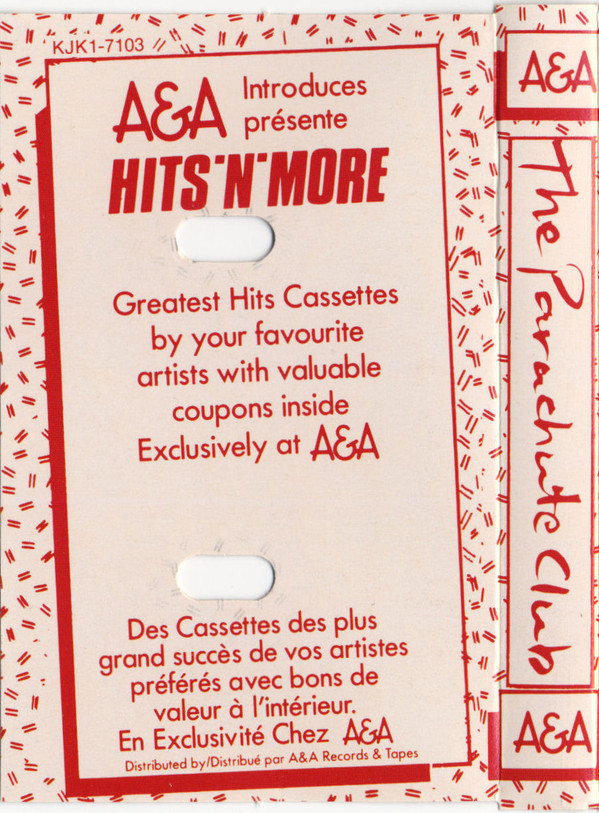 KJK1-7103
A&A Introduces
présente
HITS'N'MORE
Greatest Hits Cassettes
by your favourite
artists with valuable
coupons inside
Exclusively at A&A
Des Cassettes des plus
grand succès de vos artistes
préférés avec bons de
valeur à l'intérieur.
En Exclusivité Chez A&A
Distributed by/Distribué par A&A Records & Tapes
A&A
The Parachute Club
A&A